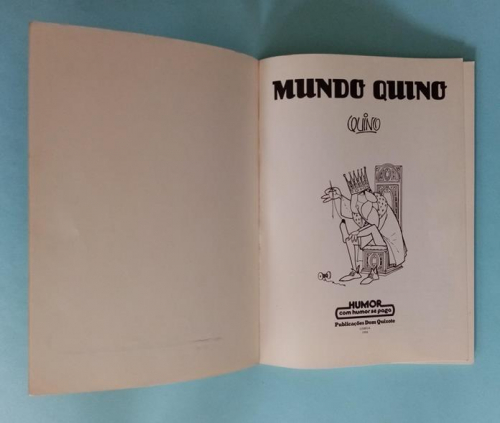 MUNDO QUINO
QUINO
HUMOR
com humor se paga
Publicações Dom Quixote